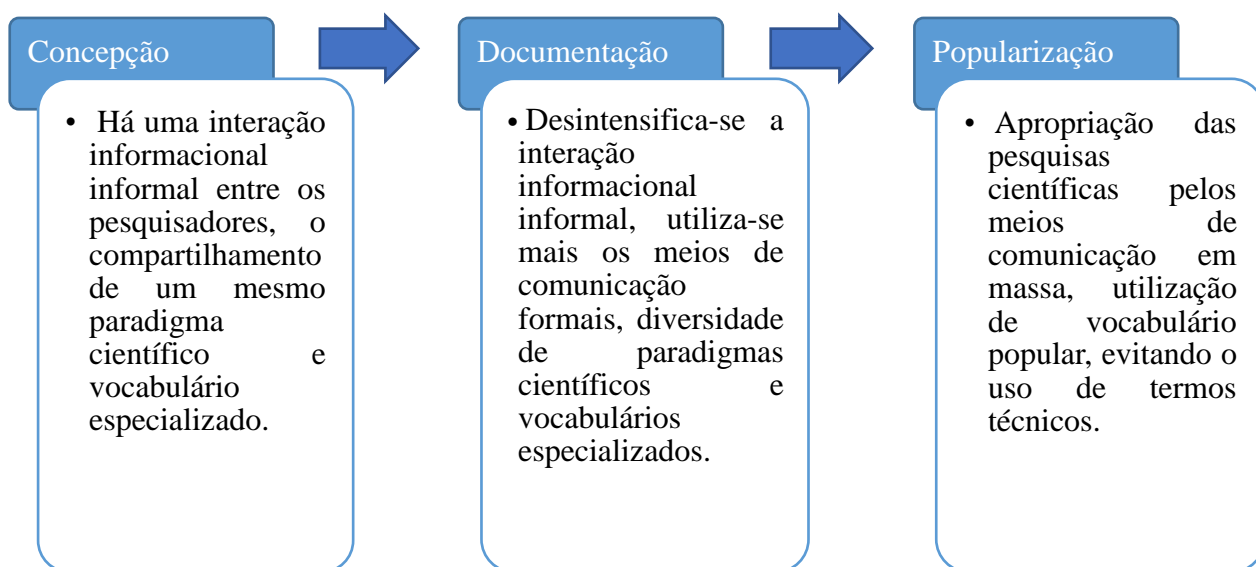 Concepção
• Há uma interação
informacional
informal entre os
pesquisadores, o
compartilhamento
de um mesmo
paradigma
científico e
vocabulário
especializado.
Documentação
• Desintensifica-se a
interação
informacional
informal, utiliza-se
mais os meios de
comunicação
formais, diversidade
de paradigmas
científicos e
vocabulários
especializados.
Popularização
• Apropriação das
pesquisas
científicas pelos
meios de
comunicação em
massa, utilização
de vocabulário
popular, evitando o
uso de termos
técnicos.